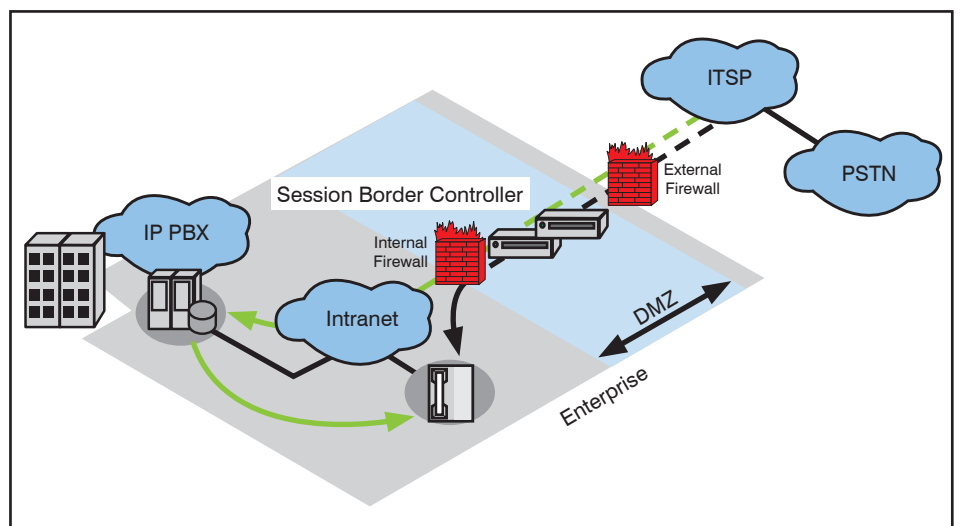 ITSP
PSTN
External
Firewall
Session Border Controller
IP PBX
Internal
Firewall
Intranet
DMZ
Enterprise